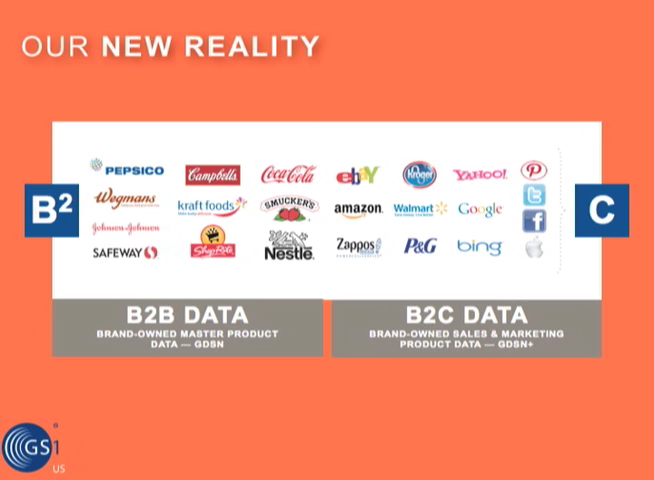 OUR NEW REALITY
PEPSICO
Campbell's
Coca-Cola
ebY
Kroger
YAHOO!
Wegmans
kraft foods
SMUCKER'S
amazon.
Walmart
Google
Johnson & Johnson
SAFEWAY
ShopRite
Nestlé.
Zappos
P&G
bing
B²
C
B2B DATA
BRAND-OWNED MASTER PRODUCT
DATA — GDSN
B2C DATA
BRAND-OWNED SALES & MARKETING
PRODUCT DATA — GDSN+
GS1
US